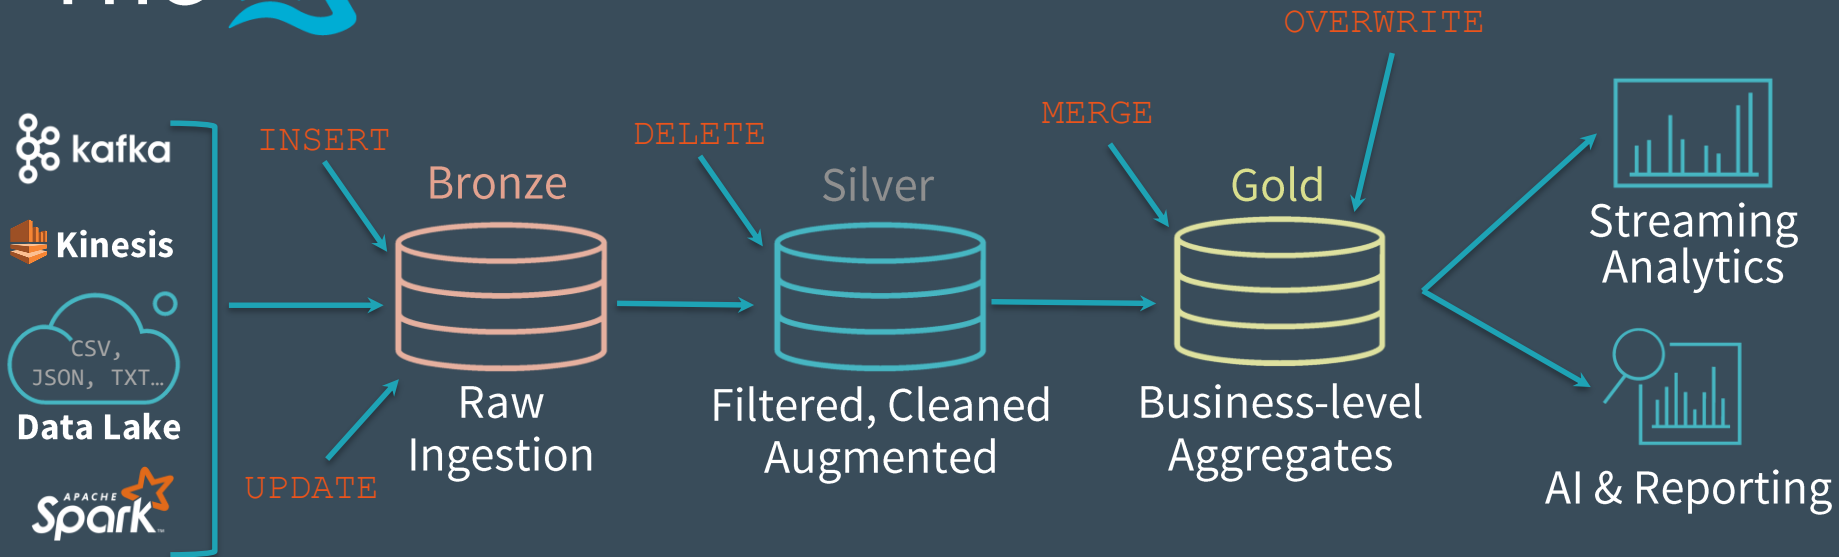 OVERWRITE
kafka
INSERT
DELETE
MERGE
Bronze
Silver
Gold
Kinesis
Streaming
Analytics
CSV,
JSON, TXT…
Data Lake
Raw
Ingestion
Filtered, Cleaned
Augmented
Business-level
Aggregates
UPDATE
APACHE
Spark™
AI & Reporting